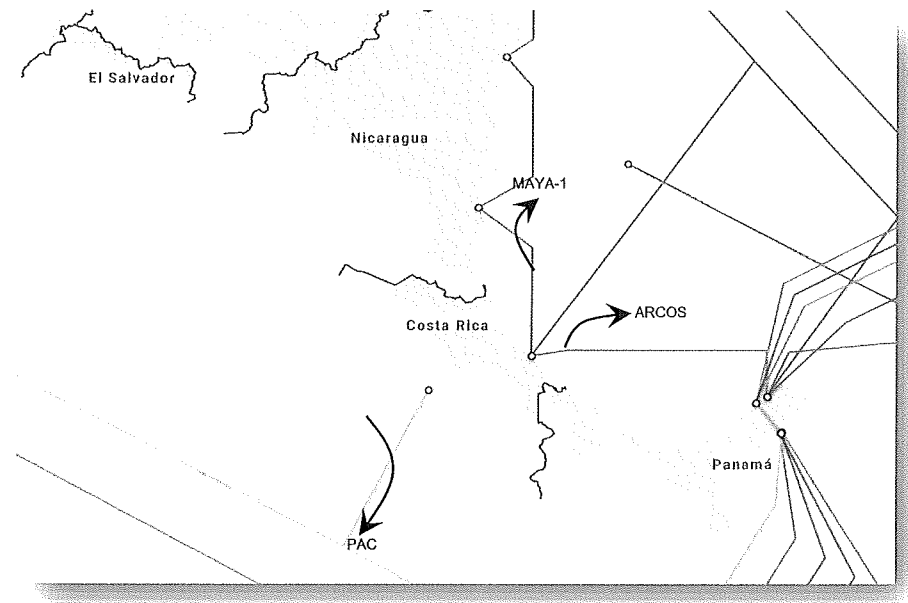 El Salvador
Nicaragua
MAYA-1
ARCOS
Costa Rica
Panamá
PAC